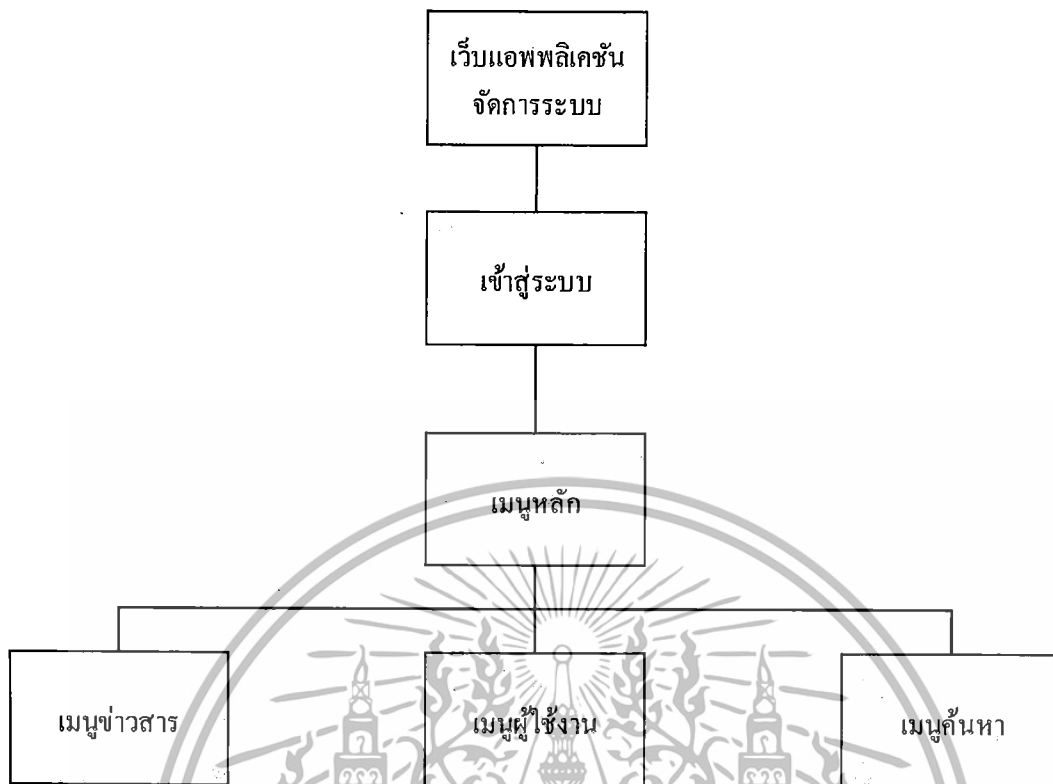 เว็บแอพพลิเคชัน
จัดการระบบ
เข้าสู่ระบบ
เมนูหลัก
เมนูข่าวสาร
เมนูผู้ใช้งาน
เมนูค้นหา